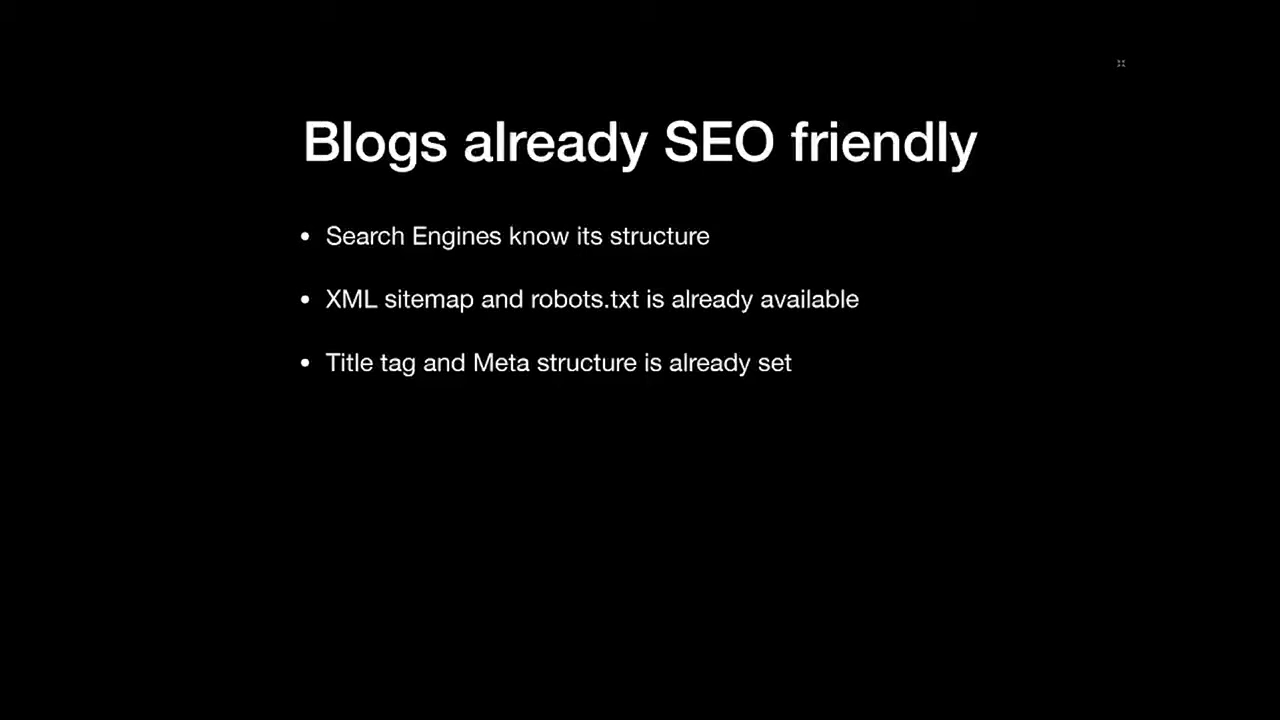 Blogs already SEO friendly
• Search Engines know its structure
• XML sitemap and robots.txt is already available
• Title tag and Meta structure is already set